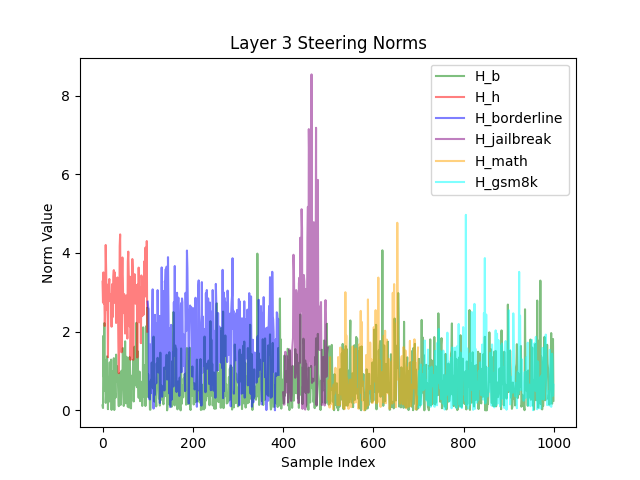 Layer 3 Steering Norms
H_b
H_h
H_borderline
H_jailbreak
H_math
H_gsm8k
Norm Value
8
6
4
2
0
0 200 400 600 800 1000
Sample Index